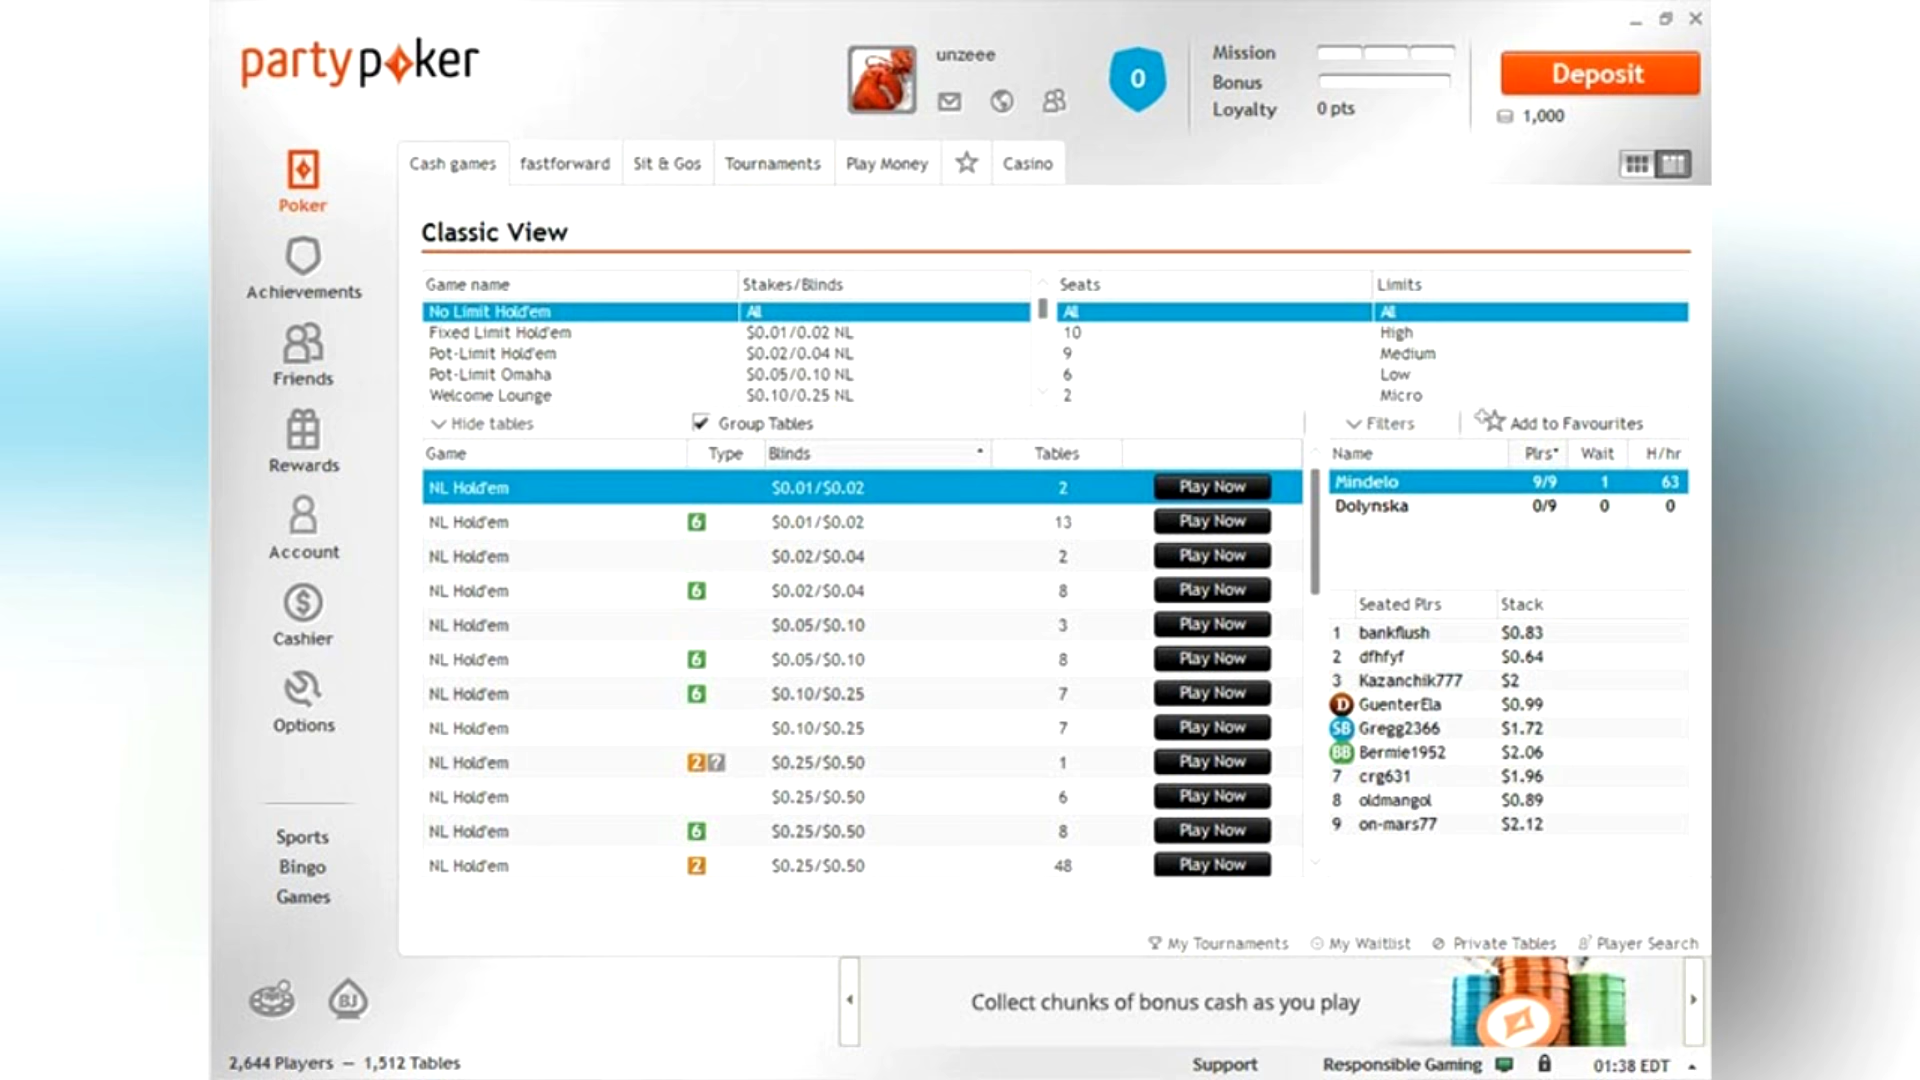 partypoker
unzeee
0
Mission
Bonus
Loyalty 0 pts
Deposit
1,000
Poker
Achievements
Friends
Rewards
Account
Cashier
Options
Sports
Bingo
Games
Cash games fastforward Sit & Gos Tournaments Play Money Casino
Classic View
Game name Stakes/Blinds Seats Limits
No Limit Hold'em All All All
Fixed Limit Hold'em $0.01/0.02 NL 10 High
Pot-Limit Hold'em $0.02/0.04 NL 9 Medium
Pot-Limit Omaha $0.05/0.10 NL 6 Low
Welcome Lounge $0.10/0.25 NL 2 Micro
Hide tables Group Tables Filters Add to Favourites
Game Type Blinds Tables
NL Hold'em $0.01/$0.02 2 Play Now
NL Hold'em 6 $0.01/$0.02 13 Play Now
NL Hold'em $0.02/$0.04 2 Play Now
NL Hold'em 6 $0.02/$0.04 8 Play Now
NL Hold'em $0.05/$0.10 3 Play Now
NL Hold'em 6 $0.05/$0.10 8 Play Now
NL Hold'em 6 $0.10/$0.25 7 Play Now
NL Hold'em $0.10/$0.25 7 Play Now
NL Hold'em 2 ? $0.25/$0.50 1 Play Now
NL Hold'em $0.25/$0.50 6 Play Now
NL Hold'em 6 $0.25/$0.50 8 Play Now
NL Hold'em 2 $0.25/$0.50 48 Play Now
Name Plrs* Wait H/hr
Mindelo 9/9 1 63
Dolynska 0/9 0 0
Seated Plrs Stack
1 bankflush $0.83
2 dfhfyf $0.64
3 Kazanchik777 $2
D GuenterEla $0.99
SB Gregg2366 $1.72
BB Bermie1952 $2.06
7 crg631 $1.96
8 oldmangol $0.89
9 on-mars77 $2.12
My Tournaments My Waitlist Private Tables Player Search
BJ
Collect chunks of bonus cash as you play
2,644 Players — 1,512 Tables
Support Responsible Gaming 01:38 EDT